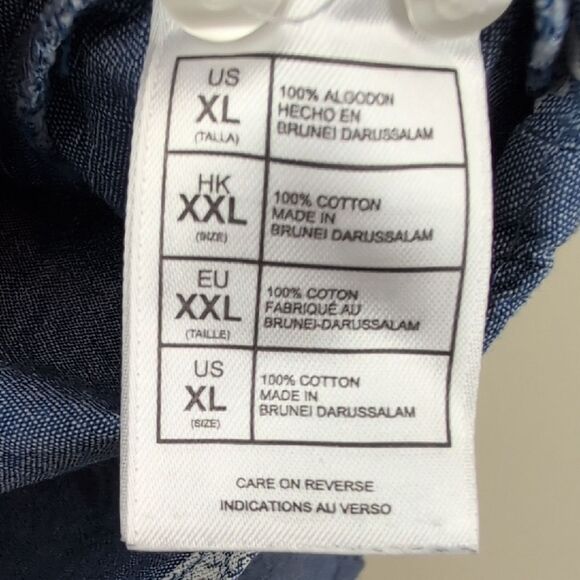 US
XL
(TALLA)
100% ALGODON
HECHO EN
BRUNEI DARUSSALAM
HK
XXL
(SIZE)
100% COTTON
MADE IN
BRUNEI DARUSSALAM
EU
XXL
(TAILLE)
100% COTON
FABRIQUÉ AU
BRUNEI-DARUSSALAM
US
XL
(SIZE)
100% COTTON
MADE IN
BRUNEI DARUSSALAM
CARE ON REVERSE
INDICATIONS AU VERSO